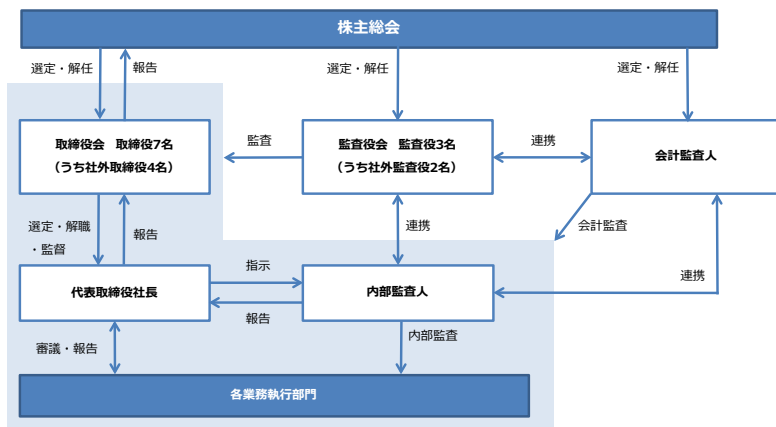 株主総会
選定・解任
報告
選定・解任
選定・解任
取締役会　取締役7名
（うち社外取締役4名）
監査
監査役会　監査役3名
（うち社外監査役2名）
連携
会計監査人
選定・解職
・監督
報告
連携
会計監査
指示
代表取締役社長
内部監査人
連携
報告
審議・報告
内部監査
各業務執行部門